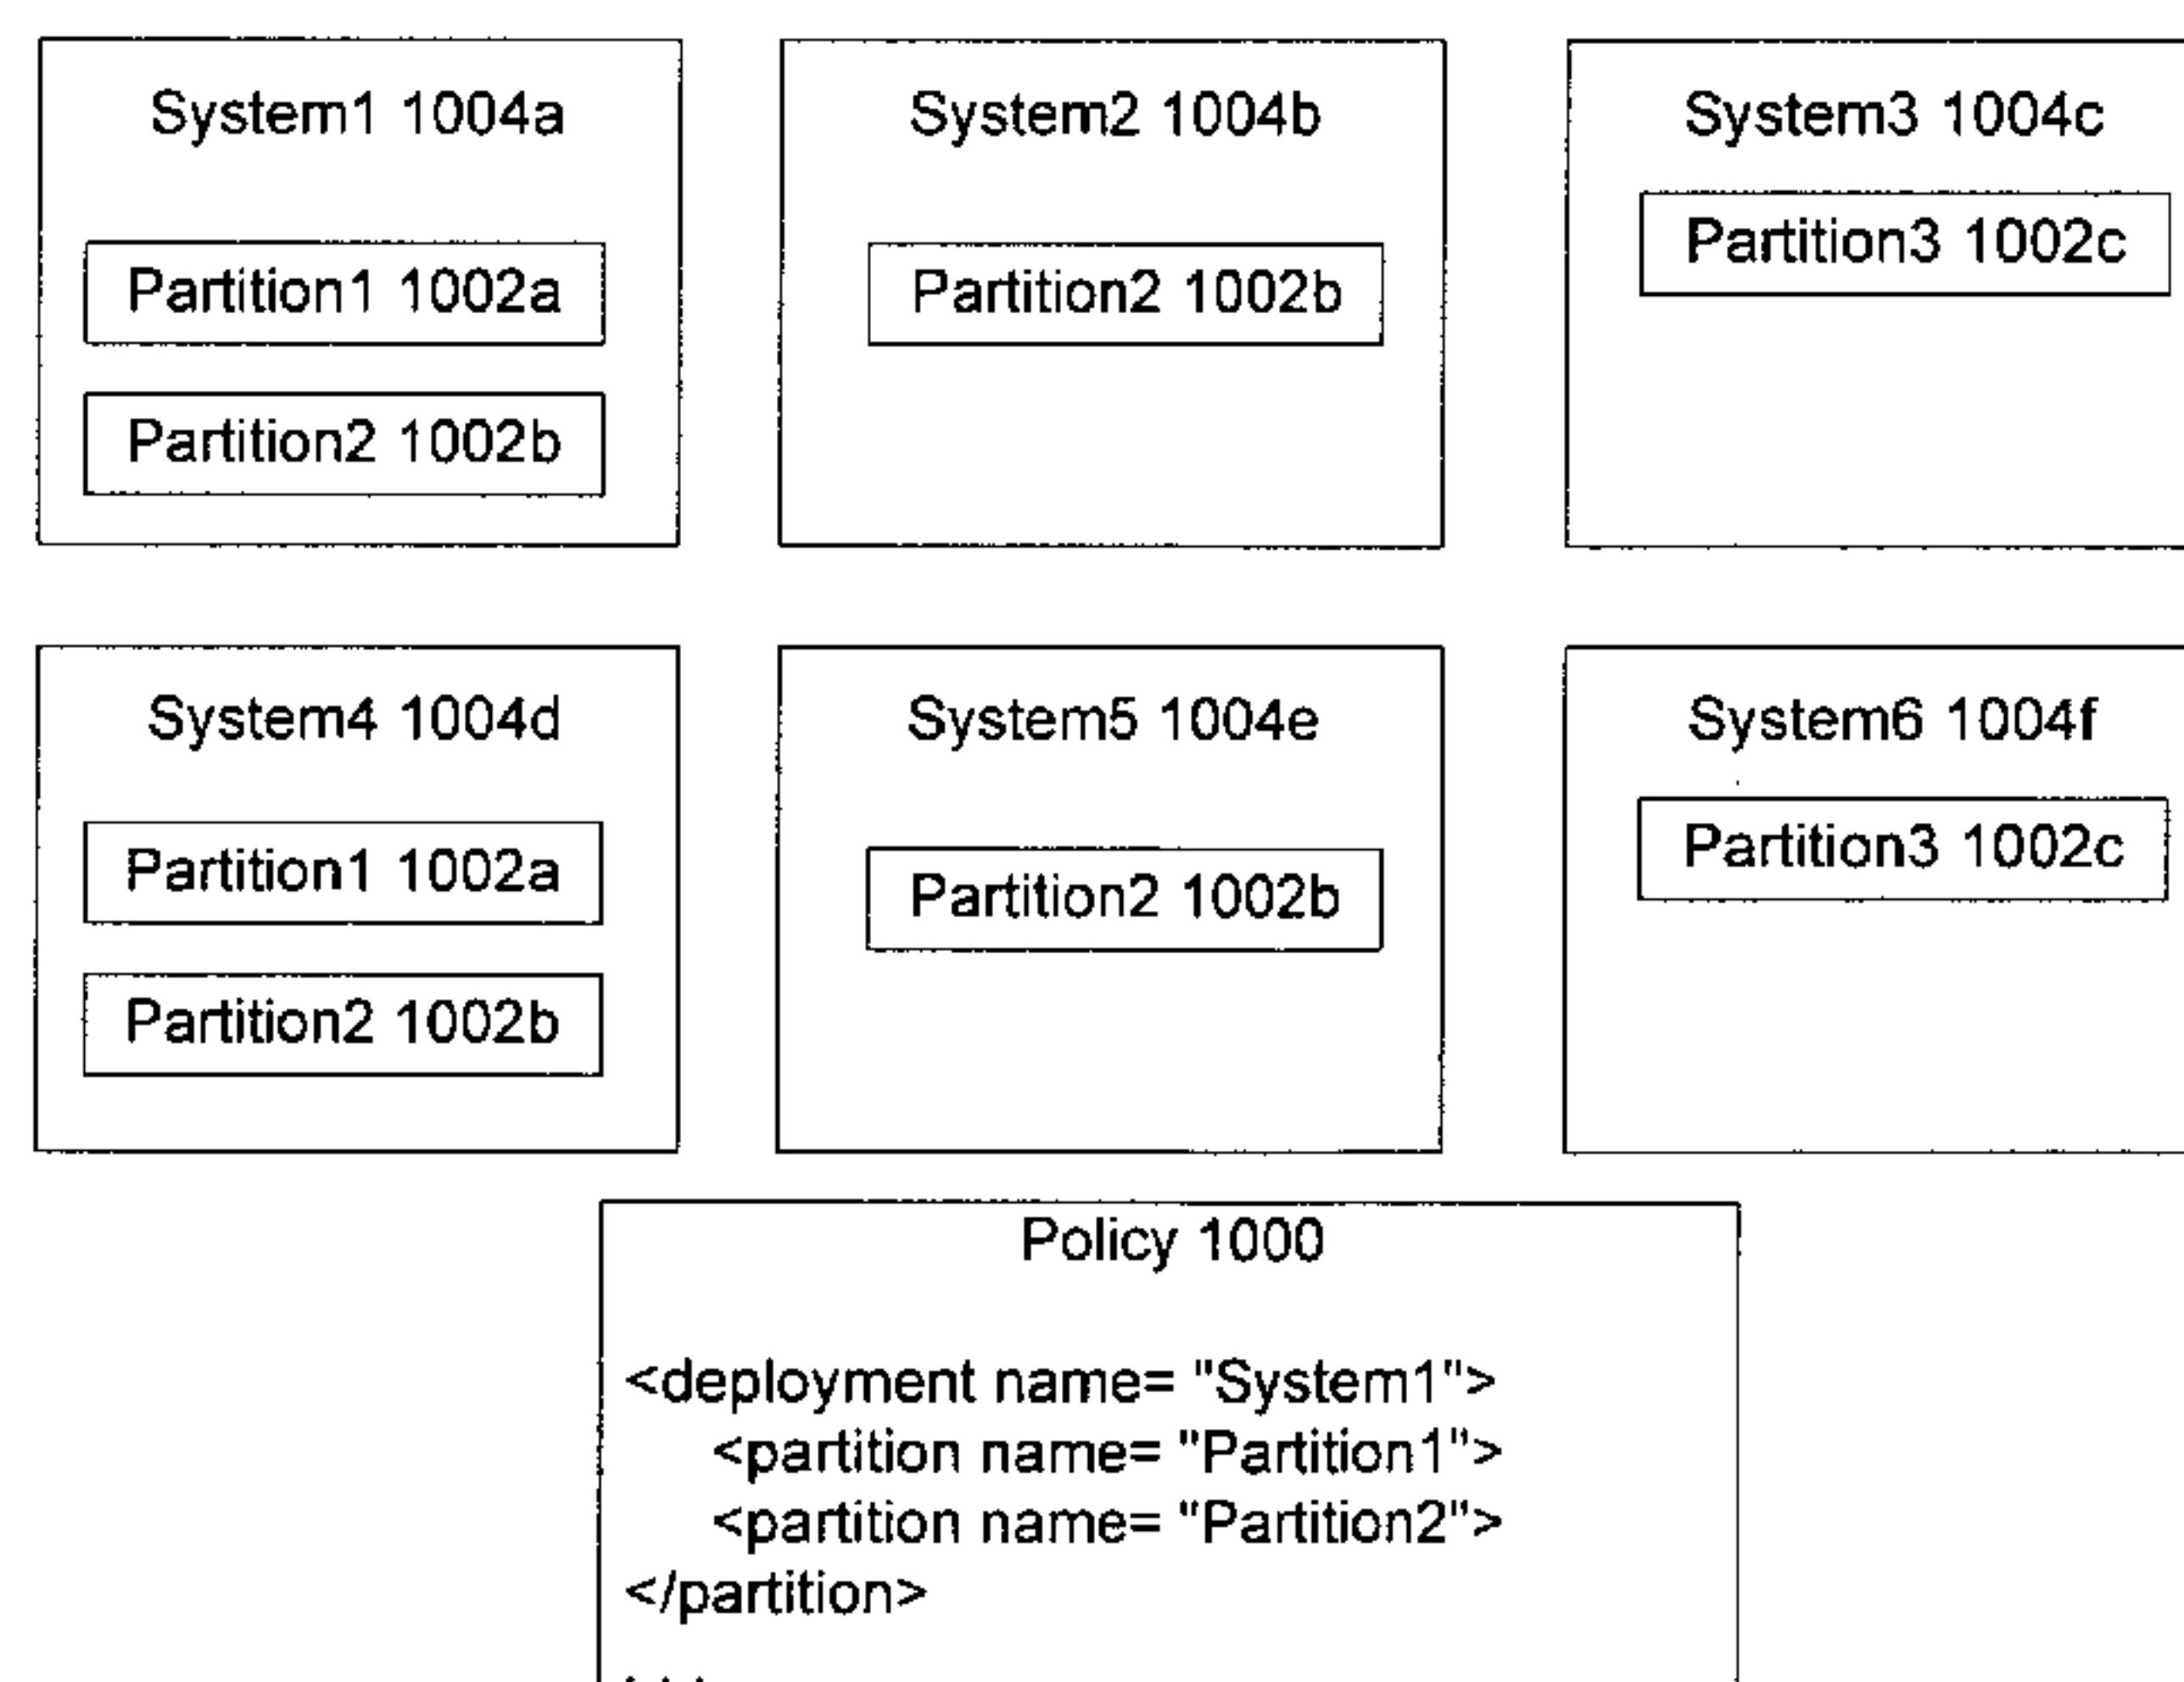 System1 1004a
Partition1 1002a
Partition2 1002b
System2 1004b
Partition2 1002b
System3 1004c
Partition3 1002c
System4 1004d
Partition1 1002a
Partition2 1002b
System5 1004e
Partition2 1002b
System6 1004f
Partition3 1002c
Policy 1000
<deployment name= "System1">
<partition name= "Partition1">
<partition name= "Partition2">
</partition>